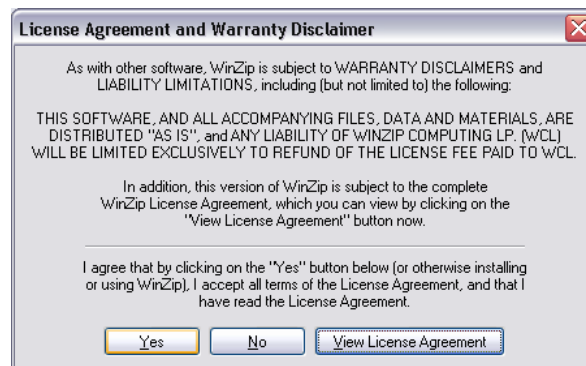 License Agreement and Warranty Disclaimer
As with other software, WinZip is subject to WARRANTY DISCLAIMERS and
LIABILITY LIMITATIONS, including (but not limited to) the following:
THIS SOFTWARE, AND ALL ACCOMPANYING FILES, DATA AND MATERIALS, ARE
DISTRIBUTED "AS IS", and ANY LIABILITY OF WINZIP COMPUTING LP. (WCL)
WILL BE LIMITED EXCLUSIVELY TO REFUND OF THE LICENSE FEE PAID TO WCL.
In addition, this version of WinZip is subject to the complete
WinZip License Agreement, which you can view by clicking on the
"View License Agreement" button now.
I agree that by clicking on the "Yes" button below (or otherwise installing
or using WinZip), I accept all terms of the License Agreement, and that I
have read the License Agreement.
Yes No View License Agreement